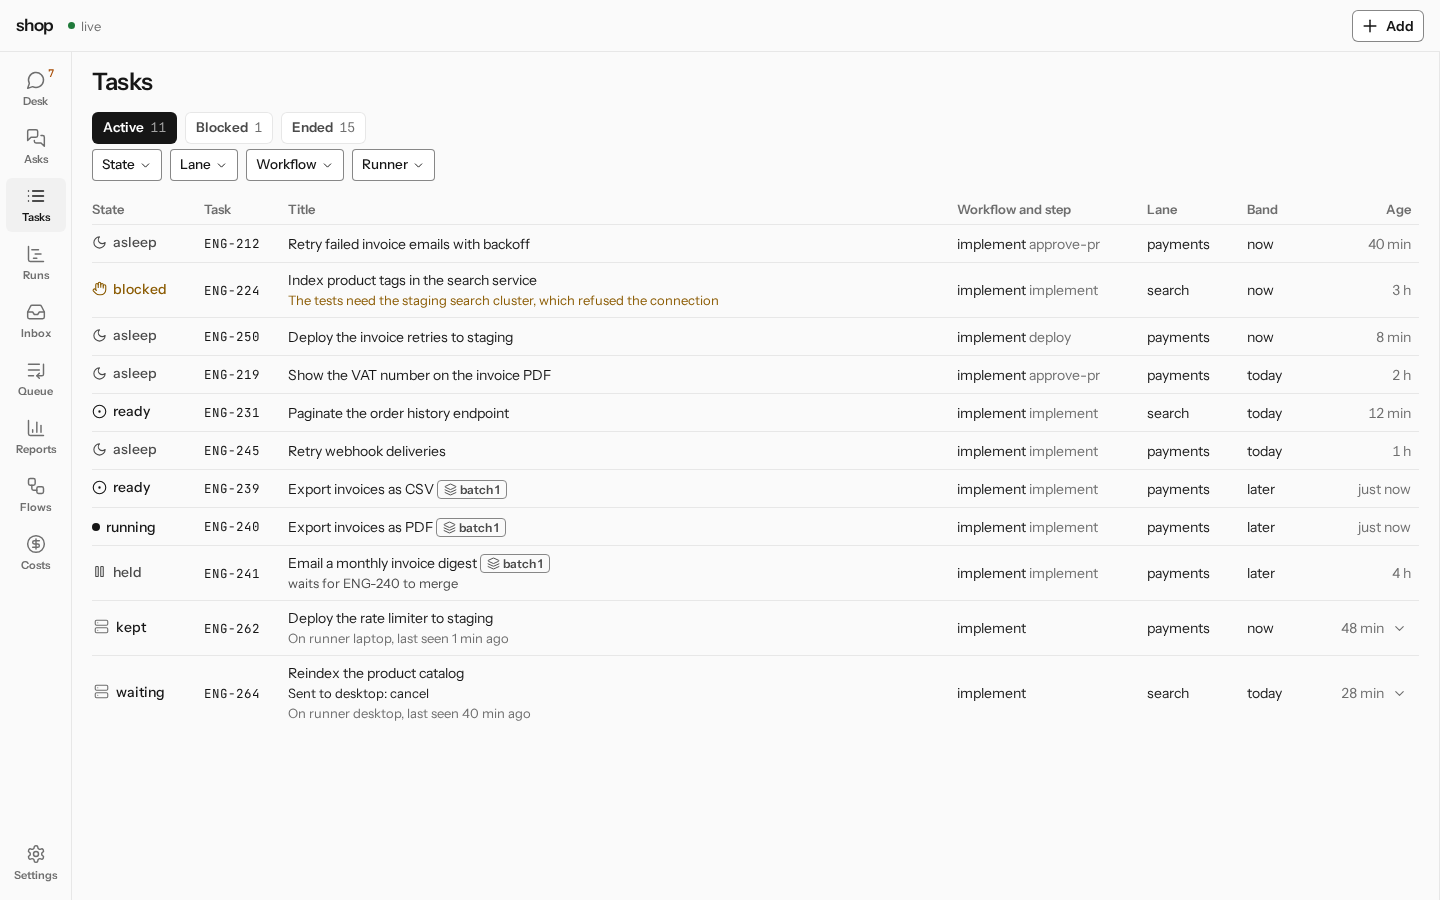 shop live Add
7
Desk
Asks
Tasks
Runs
Inbox
Queue
Reports
Flows
Costs
Settings
Tasks
Active 11 Blocked 1 Ended 15
State Lane Workflow Runner
State Task Title Workflow and step Lane Band Age
asleep ENG-212 Retry failed invoice emails with backoff implement approve-pr payments now 40 min
blocked ENG-224 Index product tags in the search service implement implement search now 3 h
The tests need the staging search cluster, which refused the connection
asleep ENG-250 Deploy the invoice retries to staging implement deploy payments now 8 min
asleep ENG-219 Show the VAT number on the invoice PDF implement approve-pr payments today 2 h
ready ENG-231 Paginate the order history endpoint implement implement search today 12 min
asleep ENG-245 Retry webhook deliveries implement implement payments today 1 h
ready ENG-239 Export invoices as CSV batch 1 implement implement payments later just now
running ENG-240 Export invoices as PDF batch 1 implement implement payments later just now
held ENG-241 Email a monthly invoice digest batch 1 implement implement payments later 4 h
waits for ENG-240 to merge
kept ENG-262 Deploy the rate limiter to staging implement payments now 48 min
On runner laptop, last seen 1 min ago
waiting ENG-264 Reindex the product catalog implement search today 28 min
Sent to desktop: cancel
On runner desktop, last seen 40 min ago